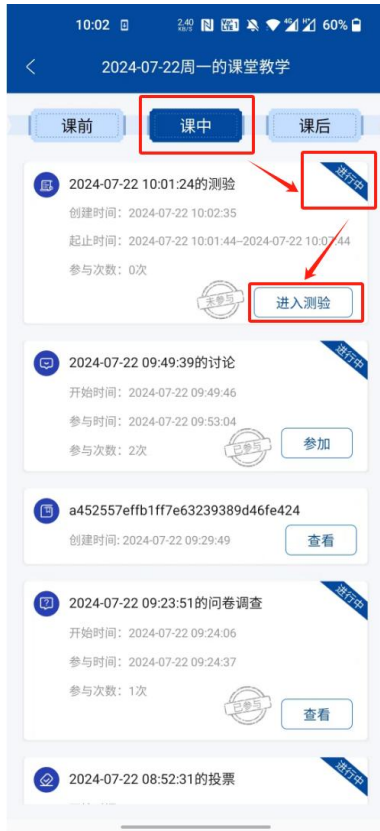 10:02 2.40 KB/S 60%
2024-07-22周一的课堂教学
课前 课中 课后
进行中
2024-07-22 10:01:24的测验
创建时间：2024-07-22 10:02:35
起止时间：2024-07-22 10:01:44--2024-07-22 10:07:44
参与次数：0次
未参与
进入测验
进行中
2024-07-22 09:49:39的讨论
开始时间：2024-07-22 09:49:46
参与时间：2024-07-22 09:53:04
参与次数：2次
已参与
参加
a452557effb1ff7e63239389d46fe424
创建时间: 2024-07-22 09:29:49
查看
进行中
2024-07-22 09:23:51的问卷调查
开始时间：2024-07-22 09:24:06
参与时间：2024-07-22 09:24:37
参与次数：1次
已参与
查看
进行中
2024-07-22 08:52:31的投票